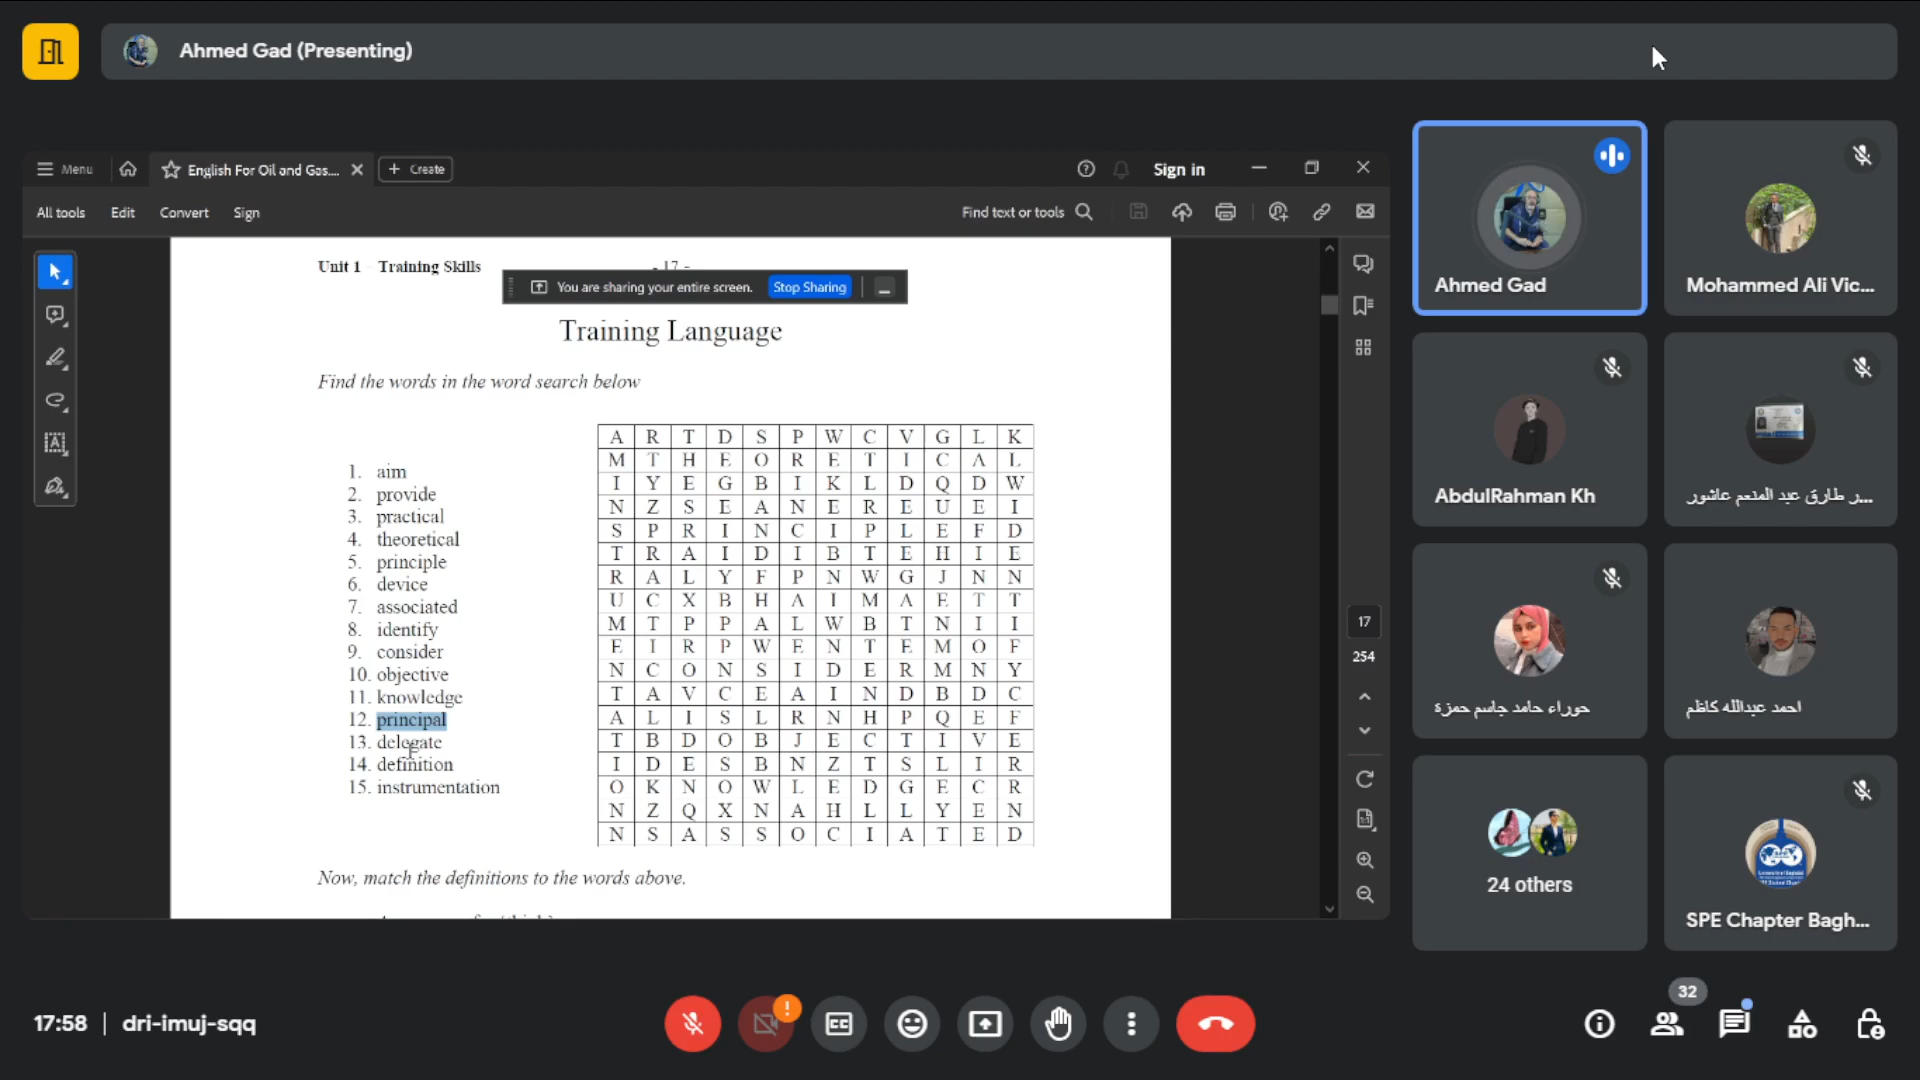 Ahmed Gad (Presenting)
Menu
English For Oil and Gas....
Create
Sign in
All tools Edit Convert Sign
Find text or tools
Unit 1 - Training Skills
- 17 -
You are sharing your entire screen. Stop Sharing
Training Language
Find the words in the word search below
1. aim
2. provide
3. practical
4. theoretical
5. principle
6. device
7. associated
8. identify
9. consider
10. objective
11. knowledge
12. principal
13. delegate
14. definition
15. instrumentation
A R T D S P W C V G L K
M T H E O R E T I C A L
I Y E G B I K L D Q D W
N Z S E A N E R E U E I
S P R I N C I P L E F D
T R A I D I B T E H I E
R A L Y F P N W G J N N
U C X B H A I M A E T T
M T P P A L W B T N I I
E I R P W E N T E M O F
N C O N S I D E R M N Y
T A V C E A I N D B D C
A L I S L R N H P Q E F
T B D O B J E C T I V E
I D E S B N Z T S L I R
O K N O W L E D G E C R
N Z Q X N A H L L Y E N
N S A S S O C I A T E D
Now, match the definitions to the words above.
17
254
Ahmed Gad
Mohammed Ali Vic...
AbdulRahman Kh
...ر طارق عبد المنعم عاشور
حوراء حامد جاسم حمزة
احمد عبدالله كاظم
24 others
SPE Chapter Bagh...
17:58 | dri-imuj-sqq
32